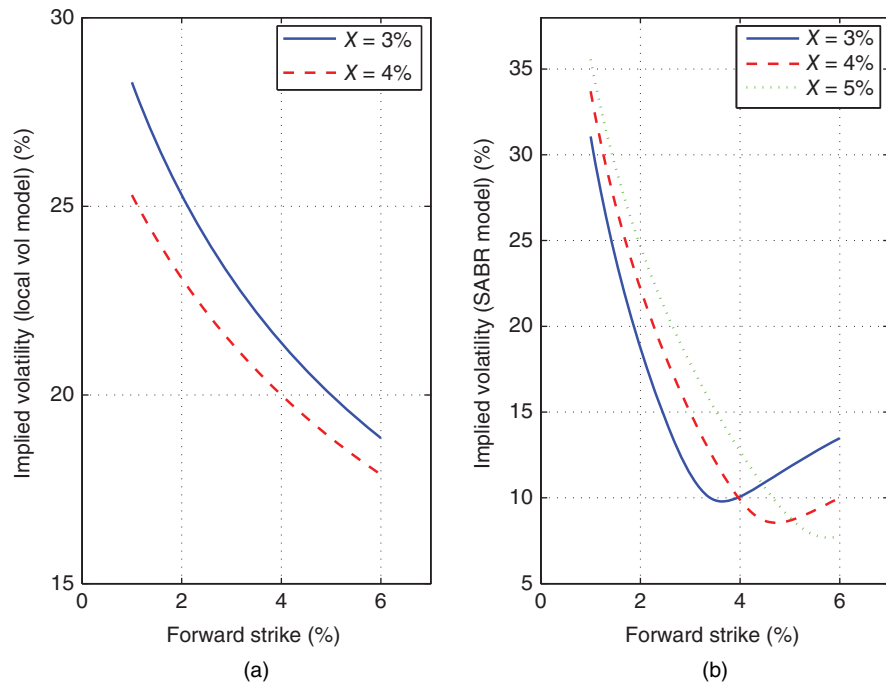 30
25
20
15
0
2
4
6
Implied volatility (local vol model) (%)
Forward strike (%)
X = 3%
X = 4%
(a)
35
30
25
20
15
10
5
0
2
4
6
Implied volatility (SABR model) (%)
Forward strike (%)
X = 3%
X = 4%
X = 5%
(b)